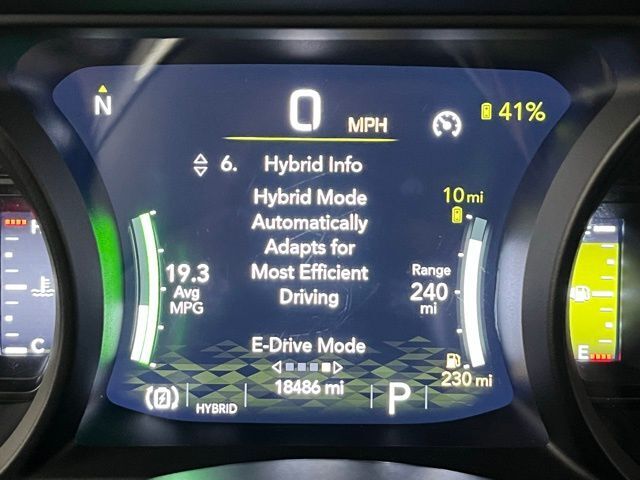 N
0 MPH
41%
6. Hybrid Info
Hybrid Mode
Automatically
Adapts for
Most Efficient
Driving
10 mi
19.3
Avg
MPG
Range
240
mi
E-Drive Mode
18486 mi
230 mi
HYBRID
P
H
C
F
E